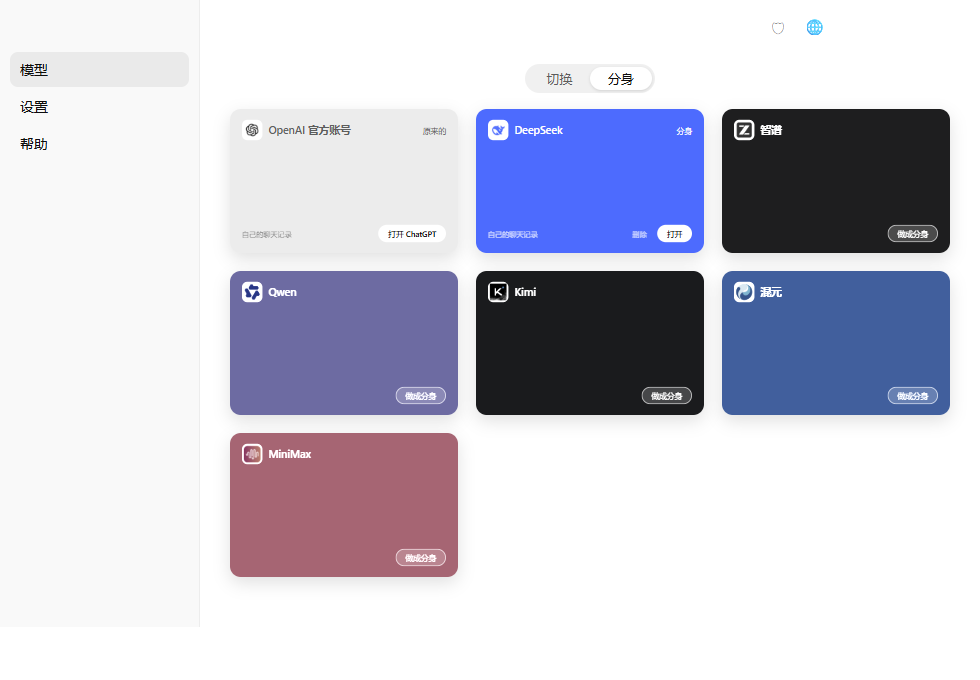 模型
设置
帮助
切换
分身
OpenAI 官方账号
原来的
自己的聊天记录
打开 ChatGPT
DeepSeek
分身
自己的聊天记录
删除
打开
智谱
做成分身
Qwen
做成分身
Kimi
做成分身
混元
做成分身
MiniMax
做成分身